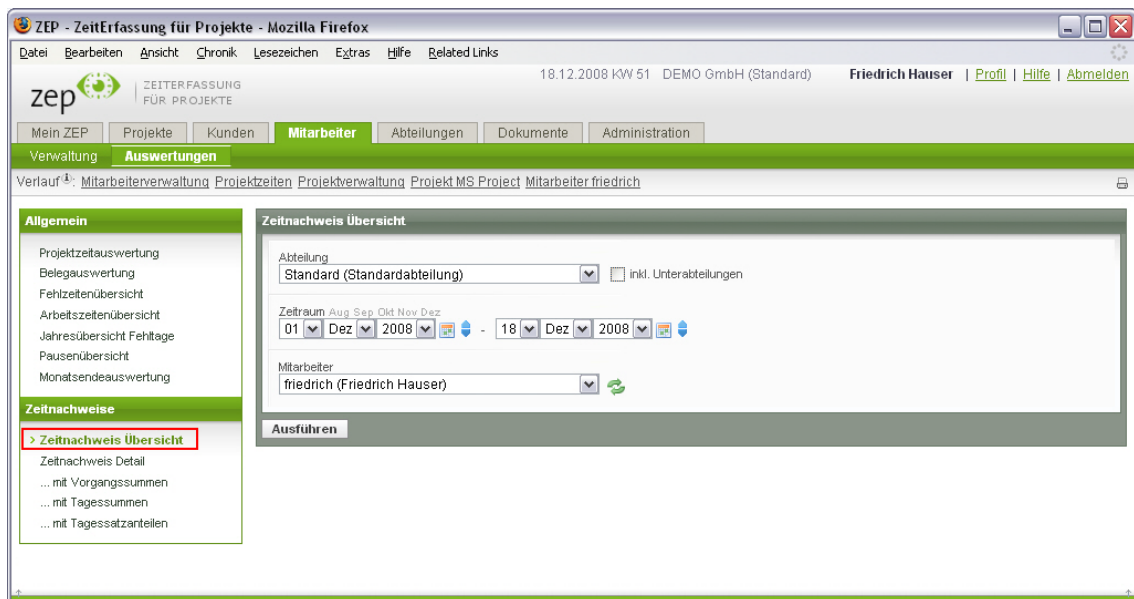 ZEP - ZeitErfassung für Projekte - Mozilla Firefox
Datei Bearbeiten Ansicht Chronik Lesezeichen Extras Hilfe Related Links
18.12.2008 KW 51 DEMO GmbH (Standard) Friedrich Hauser | Profil | Hilfe | Abmelden
zep ZEITERFASSUNG
FÜR PROJEKTE
Mein ZEP Projekte Kunden Mitarbeiter Abteilungen Dokumente Administration
Verwaltung Auswertungen
Verlauf: Mitarbeiterverwaltung Projektzeiten Projektverwaltung Projekt MS Project Mitarbeiter friedrich
Allgemein
Projektzeitauswertung
Belegauswertung
Fehlzeitenübersicht
Arbeitszeitenübersicht
Jahresübersicht Fehltage
Pausenübersicht
Monatsendeauswertung
Zeitnachweise
> Zeitnachweis Übersicht
Zeitnachweis Detail
... mit Vorgangssummen
... mit Tagessummen
... mit Tagessatzanteilen
Zeitnachweis Übersicht
Abteilung
Standard (Standardabteilung) inkl. Unterabteilungen
Zeitraum Aug Sep Okt Nov Dez
01 Dez 2008 - 18 Dez 2008
Mitarbeiter
friedrich (Friedrich Hauser)
Ausführen